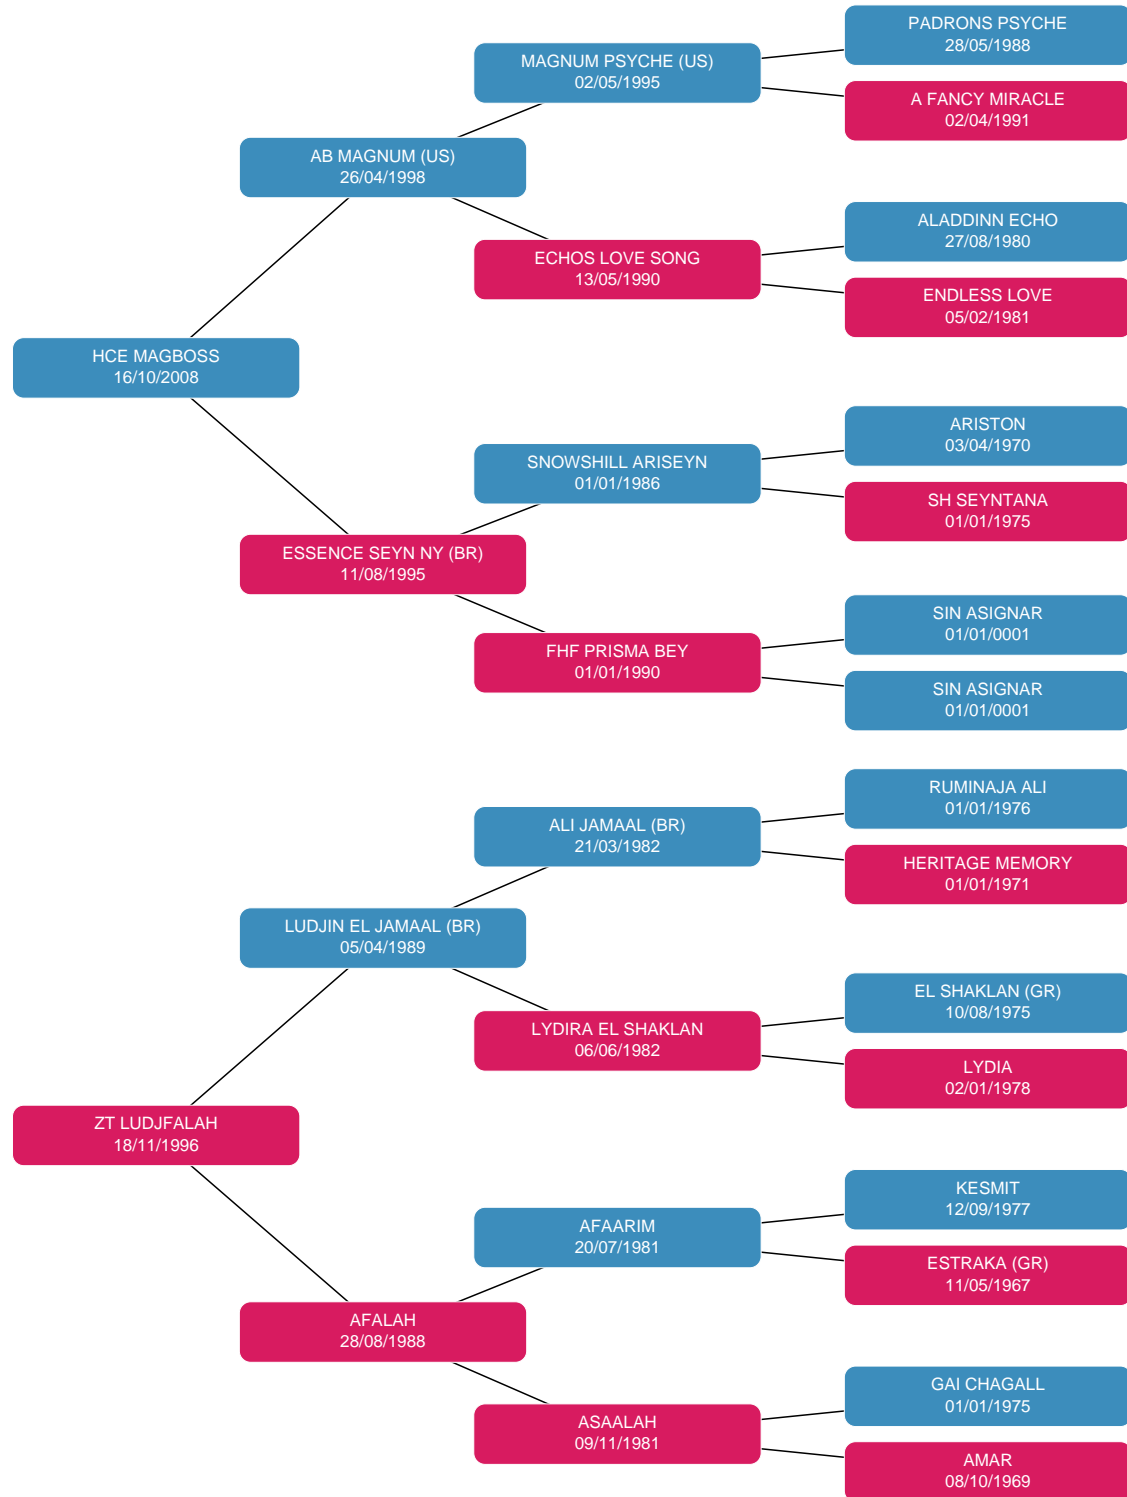 PADRONS PSYCHE
28/05/1988
MAGNUM PSYCHE (US)
02/05/1995
A FANCY MIRACLE
02/04/1991
AB MAGNUM (US)
26/04/1998
ALADDINN ECHO
27/08/1980
ECHOS LOVE SONG
13/05/1990
ENDLESS LOVE
05/02/1981
HCE MAGBOSS
16/10/2008
ARISTON
03/04/1970
SNOWSHILL ARISEYN
01/01/1986
SH SEYNTANA
01/01/1975
ESSENCE SEYN NY (BR)
11/08/1995
SIN ASIGNAR
01/01/0001
FHF PRISMA BEY
01/01/1990
SIN ASIGNAR
01/01/0001
RUMINAJA ALI
01/01/1976
ALI JAMAAL (BR)
21/03/1982
HERITAGE MEMORY
01/01/1971
LUDJIN EL JAMAAL (BR)
05/04/1989
EL SHAKLAN (GR)
10/08/1975
LYDIRA EL SHAKLAN
06/06/1982
LYDIA
02/01/1978
ZT LUDJFALAH
18/11/1996
KESMIT
12/09/1977
AFAARIM
20/07/1981
ESTRAKA (GR)
11/05/1967
AFALAH
28/08/1988
GAI CHAGALL
01/01/1975
ASAALAH
09/11/1981
AMAR
08/10/1969